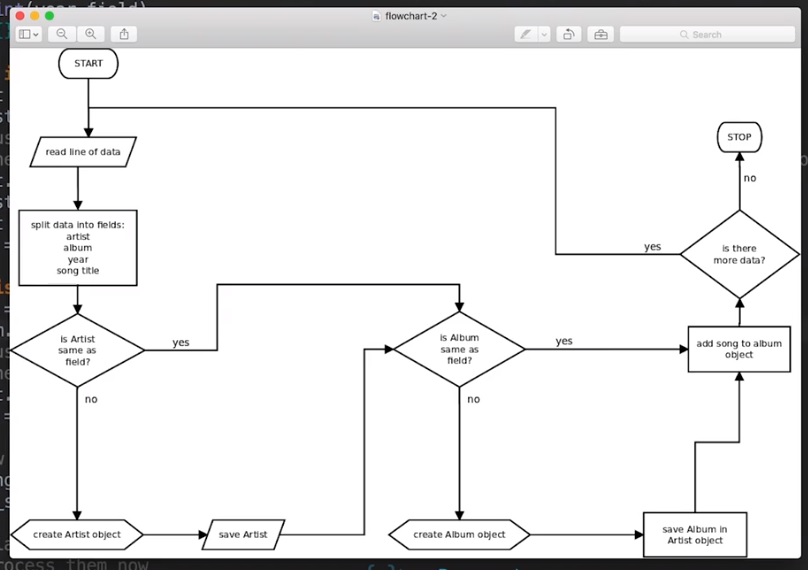 flowchart-2
Search
START
read line of data
split data into fields:
artist
album
year
song title
is Artist
same as
field?
yes
no
create Artist object
save Artist
is Album
same as
field?
yes
no
create Album object
save Album in
Artist object
add song to album
object
is there
more data?
yes
no
STOP